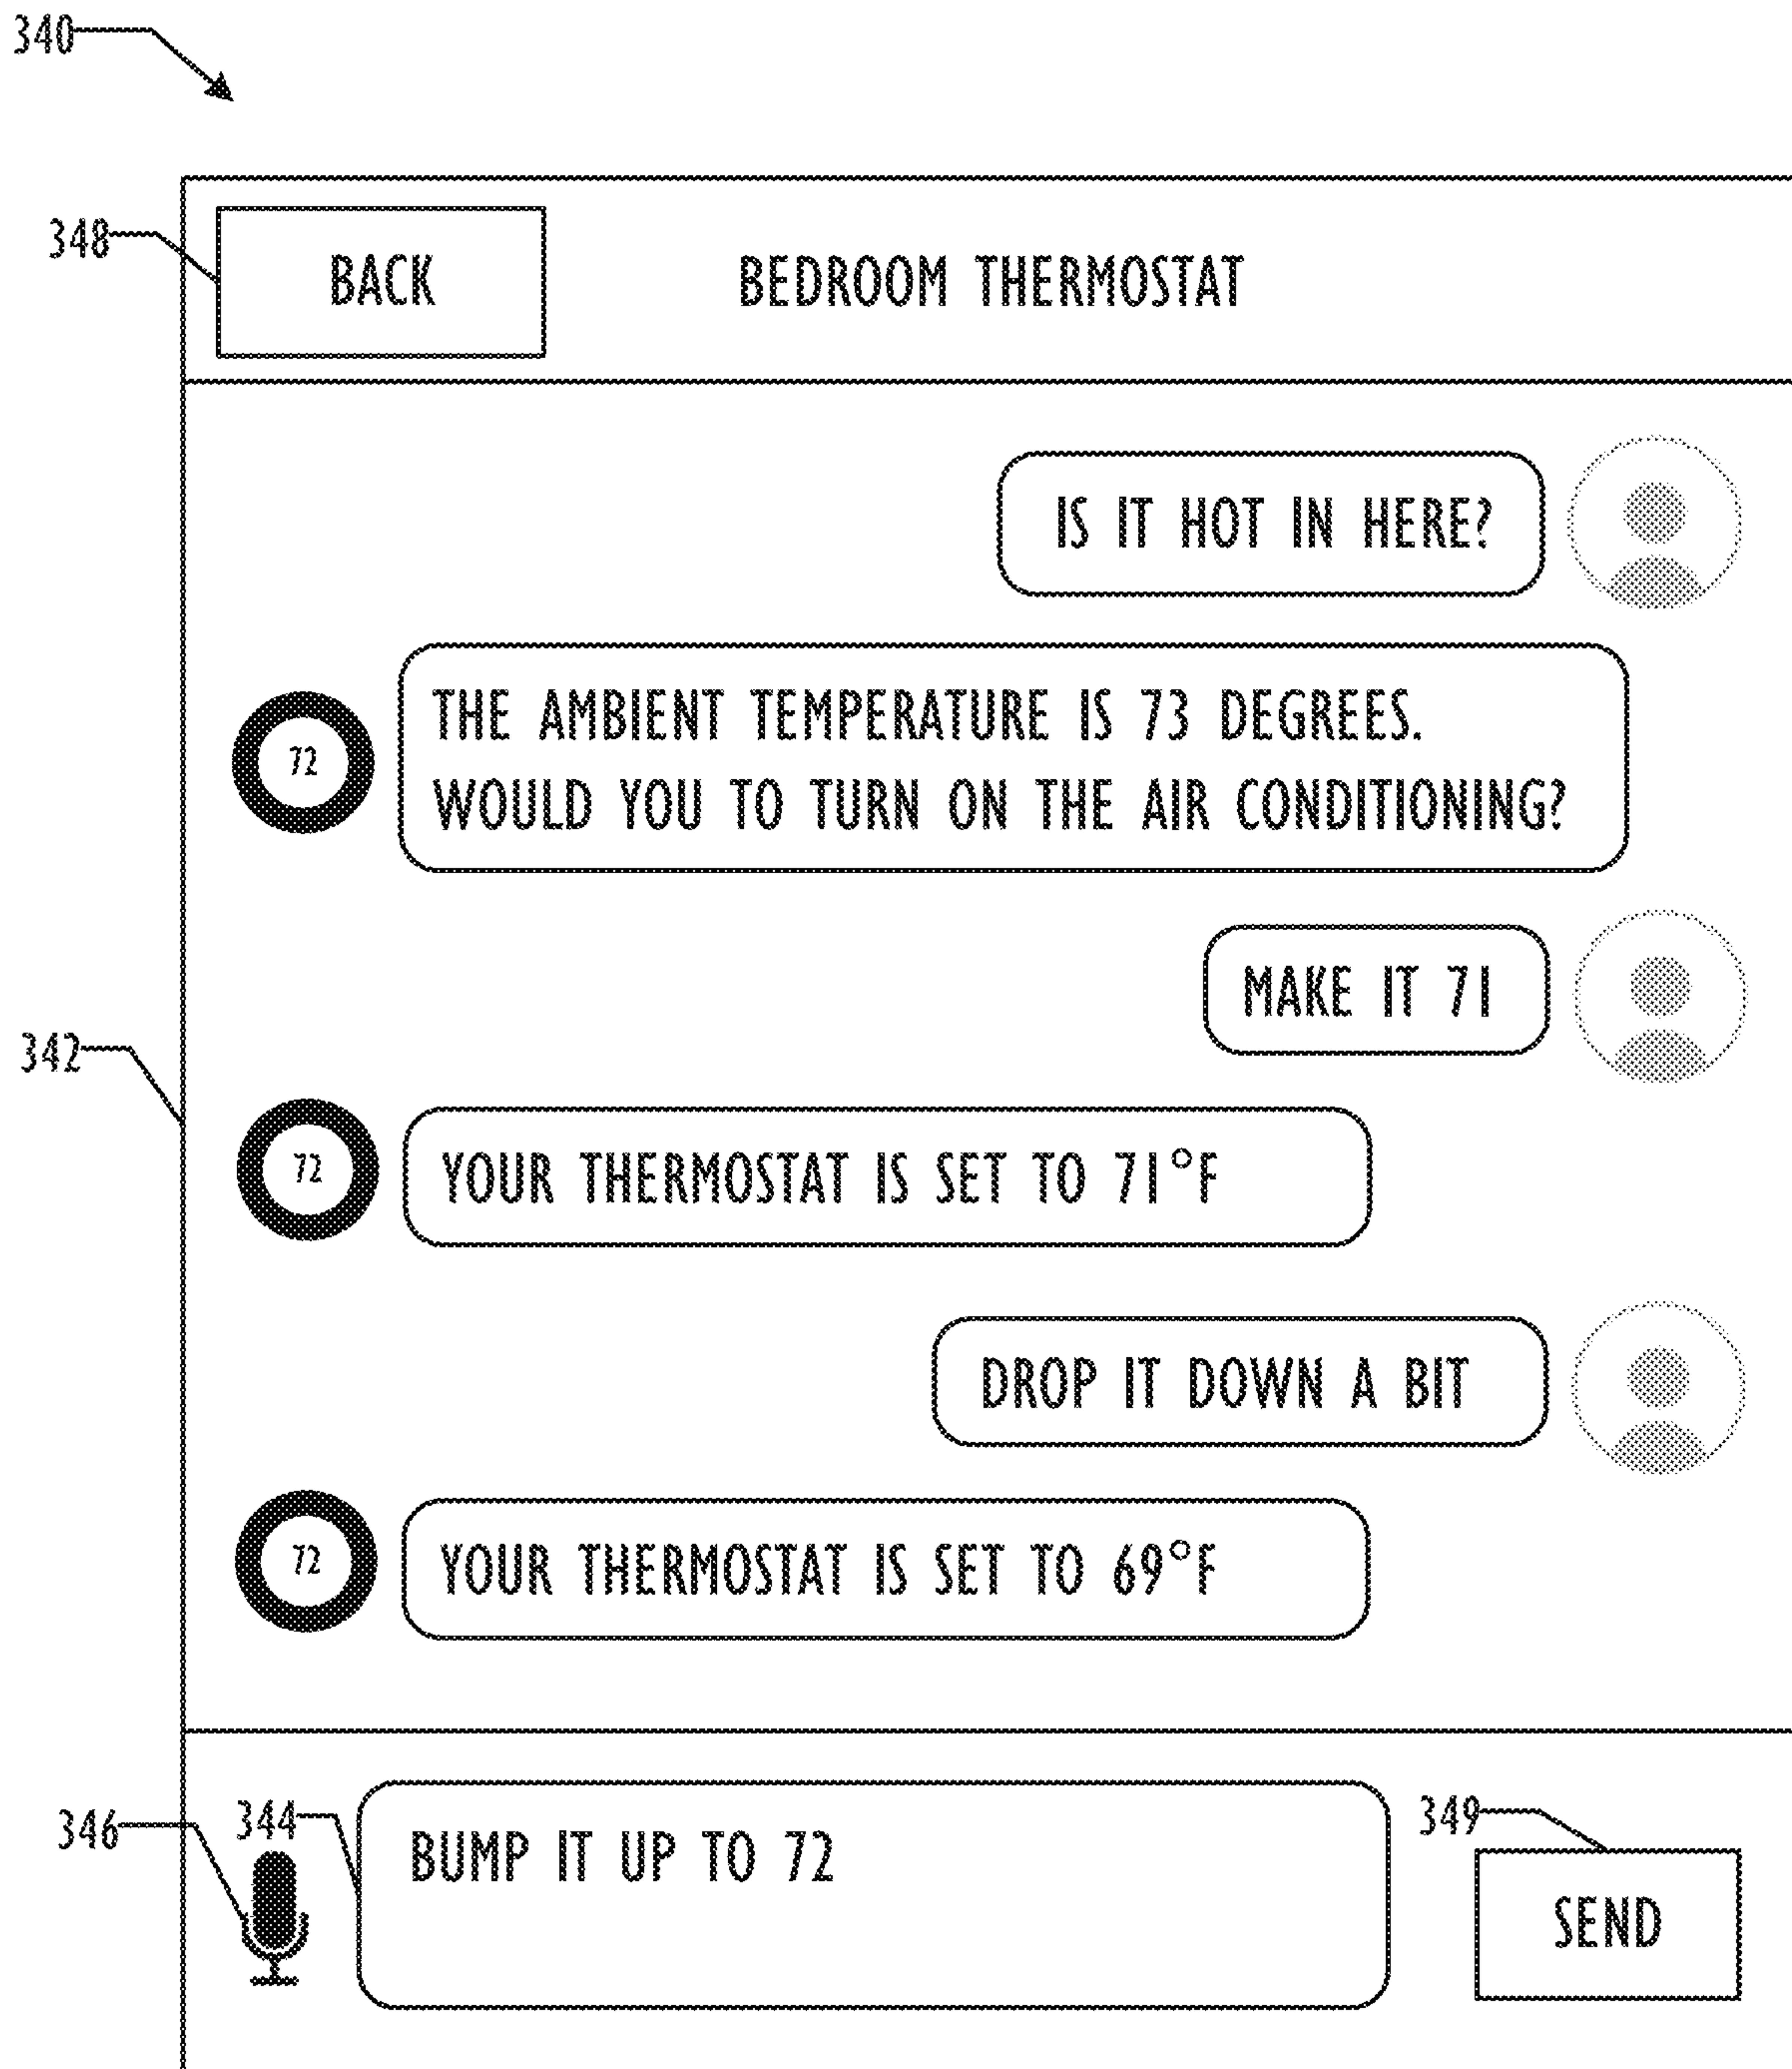 340
348
BACK
BEDROOM THERMOSTAT
IS IT HOT IN HERE?
72
THE AMBIENT TEMPERATURE IS 73 DEGREES.
WOULD YOU TO TURN ON THE AIR CONDITIONING?
MAKE IT 71
342
72
YOUR THERMOSTAT IS SET TO 71°F
DROP IT DOWN A BIT
72
YOUR THERMOSTAT IS SET TO 69°F
346
344
BUMP IT UP TO 72
349
SEND